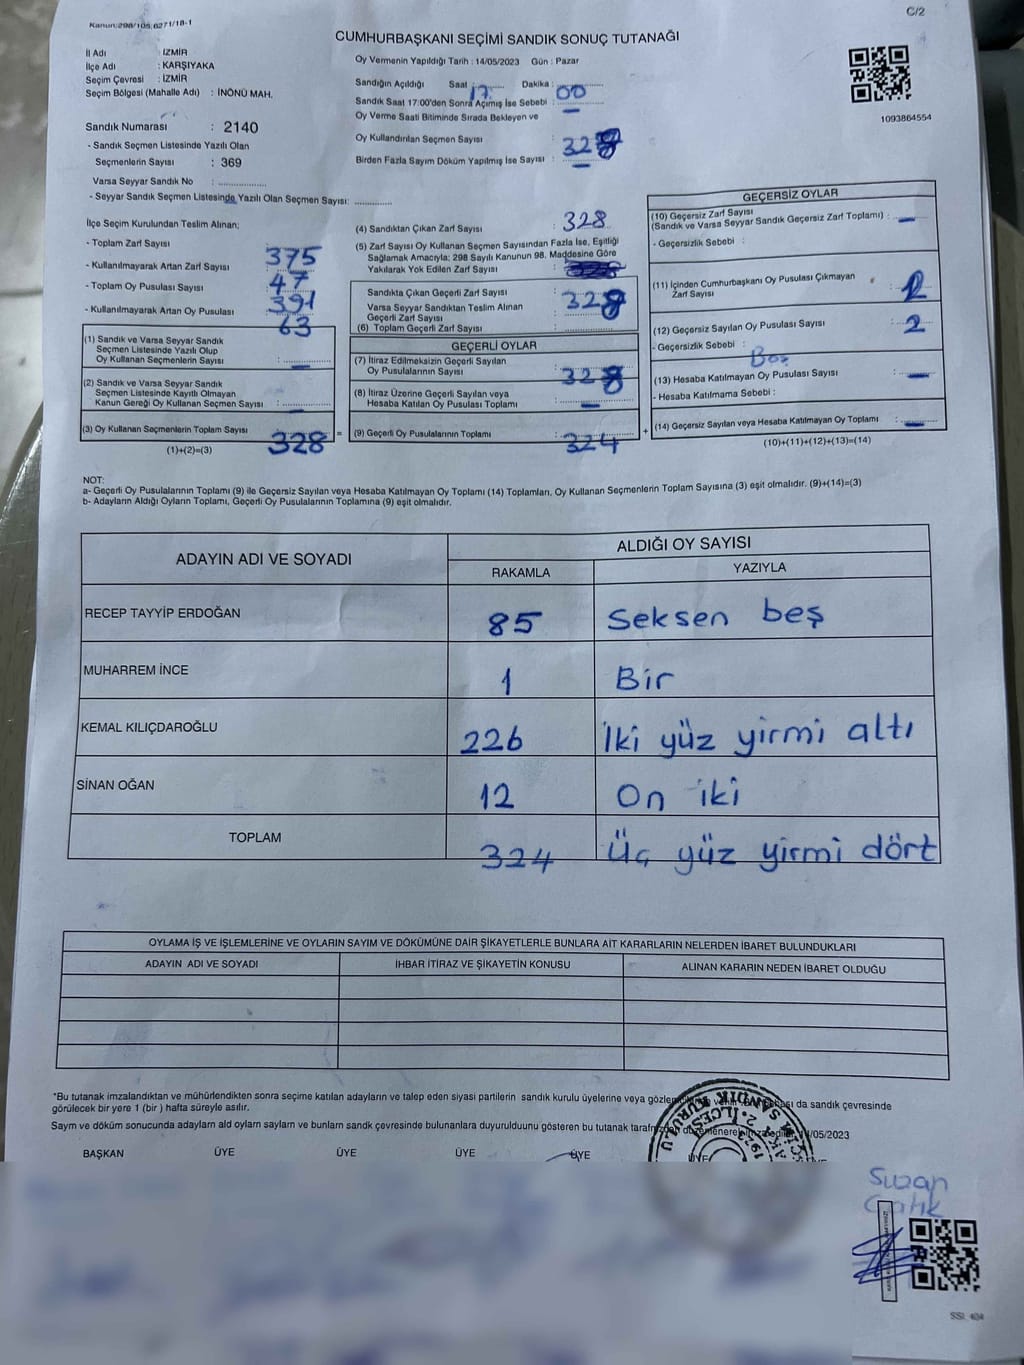 Kanun:298/105,6271/18-1
C/2
CUMHURBAŞKANI SEÇİMİ SANDIK SONUÇ TUTANAĞI
İl Adı : İZMİR
İlçe Adı : KARŞIYAKA
Seçim Çevresi : İZMİR
Seçim Bölgesi (Mahalle Adı) : İNÖNÜ MAH.
Sandık Numarası : 2140
- Sandık Seçmen Listesinde Yazılı Olan
Seçmenlerin Sayısı : 369
Varsa Seyyar Sandık No : ..................
- Seyyar Sandık Seçmen Listesinde Yazılı Olan Seçmen Sayısı: ..............
Oy Vermenin Yapıldığı Tarih : 14/05/2023 Gün : Pazar
Sandığın Açıldığı Saat : 17 Dakika : 00
Sandık Saat 17:00'den Sonra Açımış İse Sebebi : —
Oy Verme Saati Bitiminde Sırada Bekleyen ve
Oy Kullandırılan Seçmen Sayısı : 328
Birden Fazla Sayım Döküm Yapılmış İse Sayısı : —
1093864554
İlçe Seçim Kurulundan Teslim Alınan;
- Toplam Zarf Sayısı : 375
- Kullanılmayarak Artan Zarf Sayısı : 47
- Toplam Oy Pusulası Sayısı : 391
- Kullanılmayarak Artan Oy Pusulası : 63
(1) Sandık ve Varsa Seyyar Sandık
Seçmen Listesinde Yazılı Olup
Oy Kullanan Seçmenlerin Sayısı : —
(2) Sandık ve Varsa Seyyar Sandık
Seçmen Listesinde Kayıtlı Olmayan
Kanun Gereği Oy Kullanan Seçmen Sayısı : —
(3) Oy Kullanan Seçmenlerin Toplam Sayısı : 328
(1)+(2)=(3)
(4) Sandıktan Çıkan Zarf Sayısı : 328
(5) Zarf Sayısı Oy Kullanan Seçmen Sayısından Fazla İse, Eşitliği
Sağlamak Amacıyla; 298 Sayılı Kanunun 98. Maddesine Göre
Yakılarak Yok Edilen Zarf Sayısı :
Sandıkta Çıkan Geçerli Zarf Sayısı : 328
Varsa Seyyar Sandıktan Teslim Alınan
Geçerli Zarf Sayısı :
(6) Toplam Geçerli Zarf Sayısı : ..................
GEÇERLİ OYLAR
(7) İtiraz Edilmeksizin Geçerli Sayılan
Oy Pusulalarının Sayısı : 328
(8) İtiraz Üzerine Geçerli Sayılan veya
Hesaba Katılan Oy Pusulası Toplamı : —
= (9) Geçerli Oy Pusulalarının Toplamı : 324 +
GEÇERSİZ OYLAR
(10) Geçersiz Zarf Sayısı
(Sandık ve Varsa Seyyar Sandık Geçersiz Zarf Toplamı) : —
- Geçersizlik Sebebi :
(11) İçinden Cumhurbaşkanı Oy Pusulası Çıkmayan
Zarf Sayısı :
(12) Geçersiz Sayılan Oy Pusulası Sayısı : 2
- Geçersizlik Sebebi : Boş
(13) Hesaba Katılmayan Oy Pusulası Sayısı : —
- Hesaba Katılmama Sebebi :
(14) Geçersiz Sayılan veya Hesaba Katılmayan Oy Toplamı : —
(10)+(11)+(12)+(13)=(14)
NOT:
a- Geçerli Oy Pusulalarının Toplamı (9) ile Geçersiz Sayılan veya Hesaba Katılmayan Oy Toplamı (14) Toplamları, Oy Kullanan Seçmenlerin Toplam Sayısına (3) eşit olmalıdır. (9)+(14)=(3)
b- Adayların Aldığı Oyların Toplamı, Geçerli Oy Pusulalarının Toplamına (9) eşit olmalıdır.
ADAYIN ADI VE SOYADI
ALDIĞI OY SAYISI
RAKAMLA YAZIYLA
RECEP TAYYİP ERDOĞAN 85 Seksen beş
MUHARREM İNCE 1 Bir
KEMAL KILIÇDAROĞLU 226 İki yüz yirmi altı
SİNAN OĞAN 12 On iki
TOPLAM 324 Üç yüz yirmi dört
OYLAMA İŞ VE İŞLEMLERİNE VE OYLARIN SAYIM VE DÖKÜMÜNE DAİR ŞİKAYETLERLE BUNLARA AİT KARARLARIN NELERDEN İBARET BULUNDUKLARI
ADAYIN ADI VE SOYADI İHBAR İTİRAZ VE ŞİKAYETİN KONUSU ALINAN KARARIN NEDEN İBARET OLDUĞU
*Bu tutanak imzalandıktan ve mühürlendikten sonra seçime katılan adayların ve talep eden siyasi partilerin sandık kurulu üyelerine veya da sandık çevresinde
görülecek bir yere 1 (bir ) hafta süreyle asılır.
Sayım ve döküm sonucunda adayların ald oyların sayların ve bunların sandk çevresinde bulunanlara duyurulduunu gösteren bu tutanak /05/2023
BAŞKAN ÜYE ÜYE ÜYE ÜYE ÜYE
2. İLÇE SANDIK KURULU
Suzan
Çatık